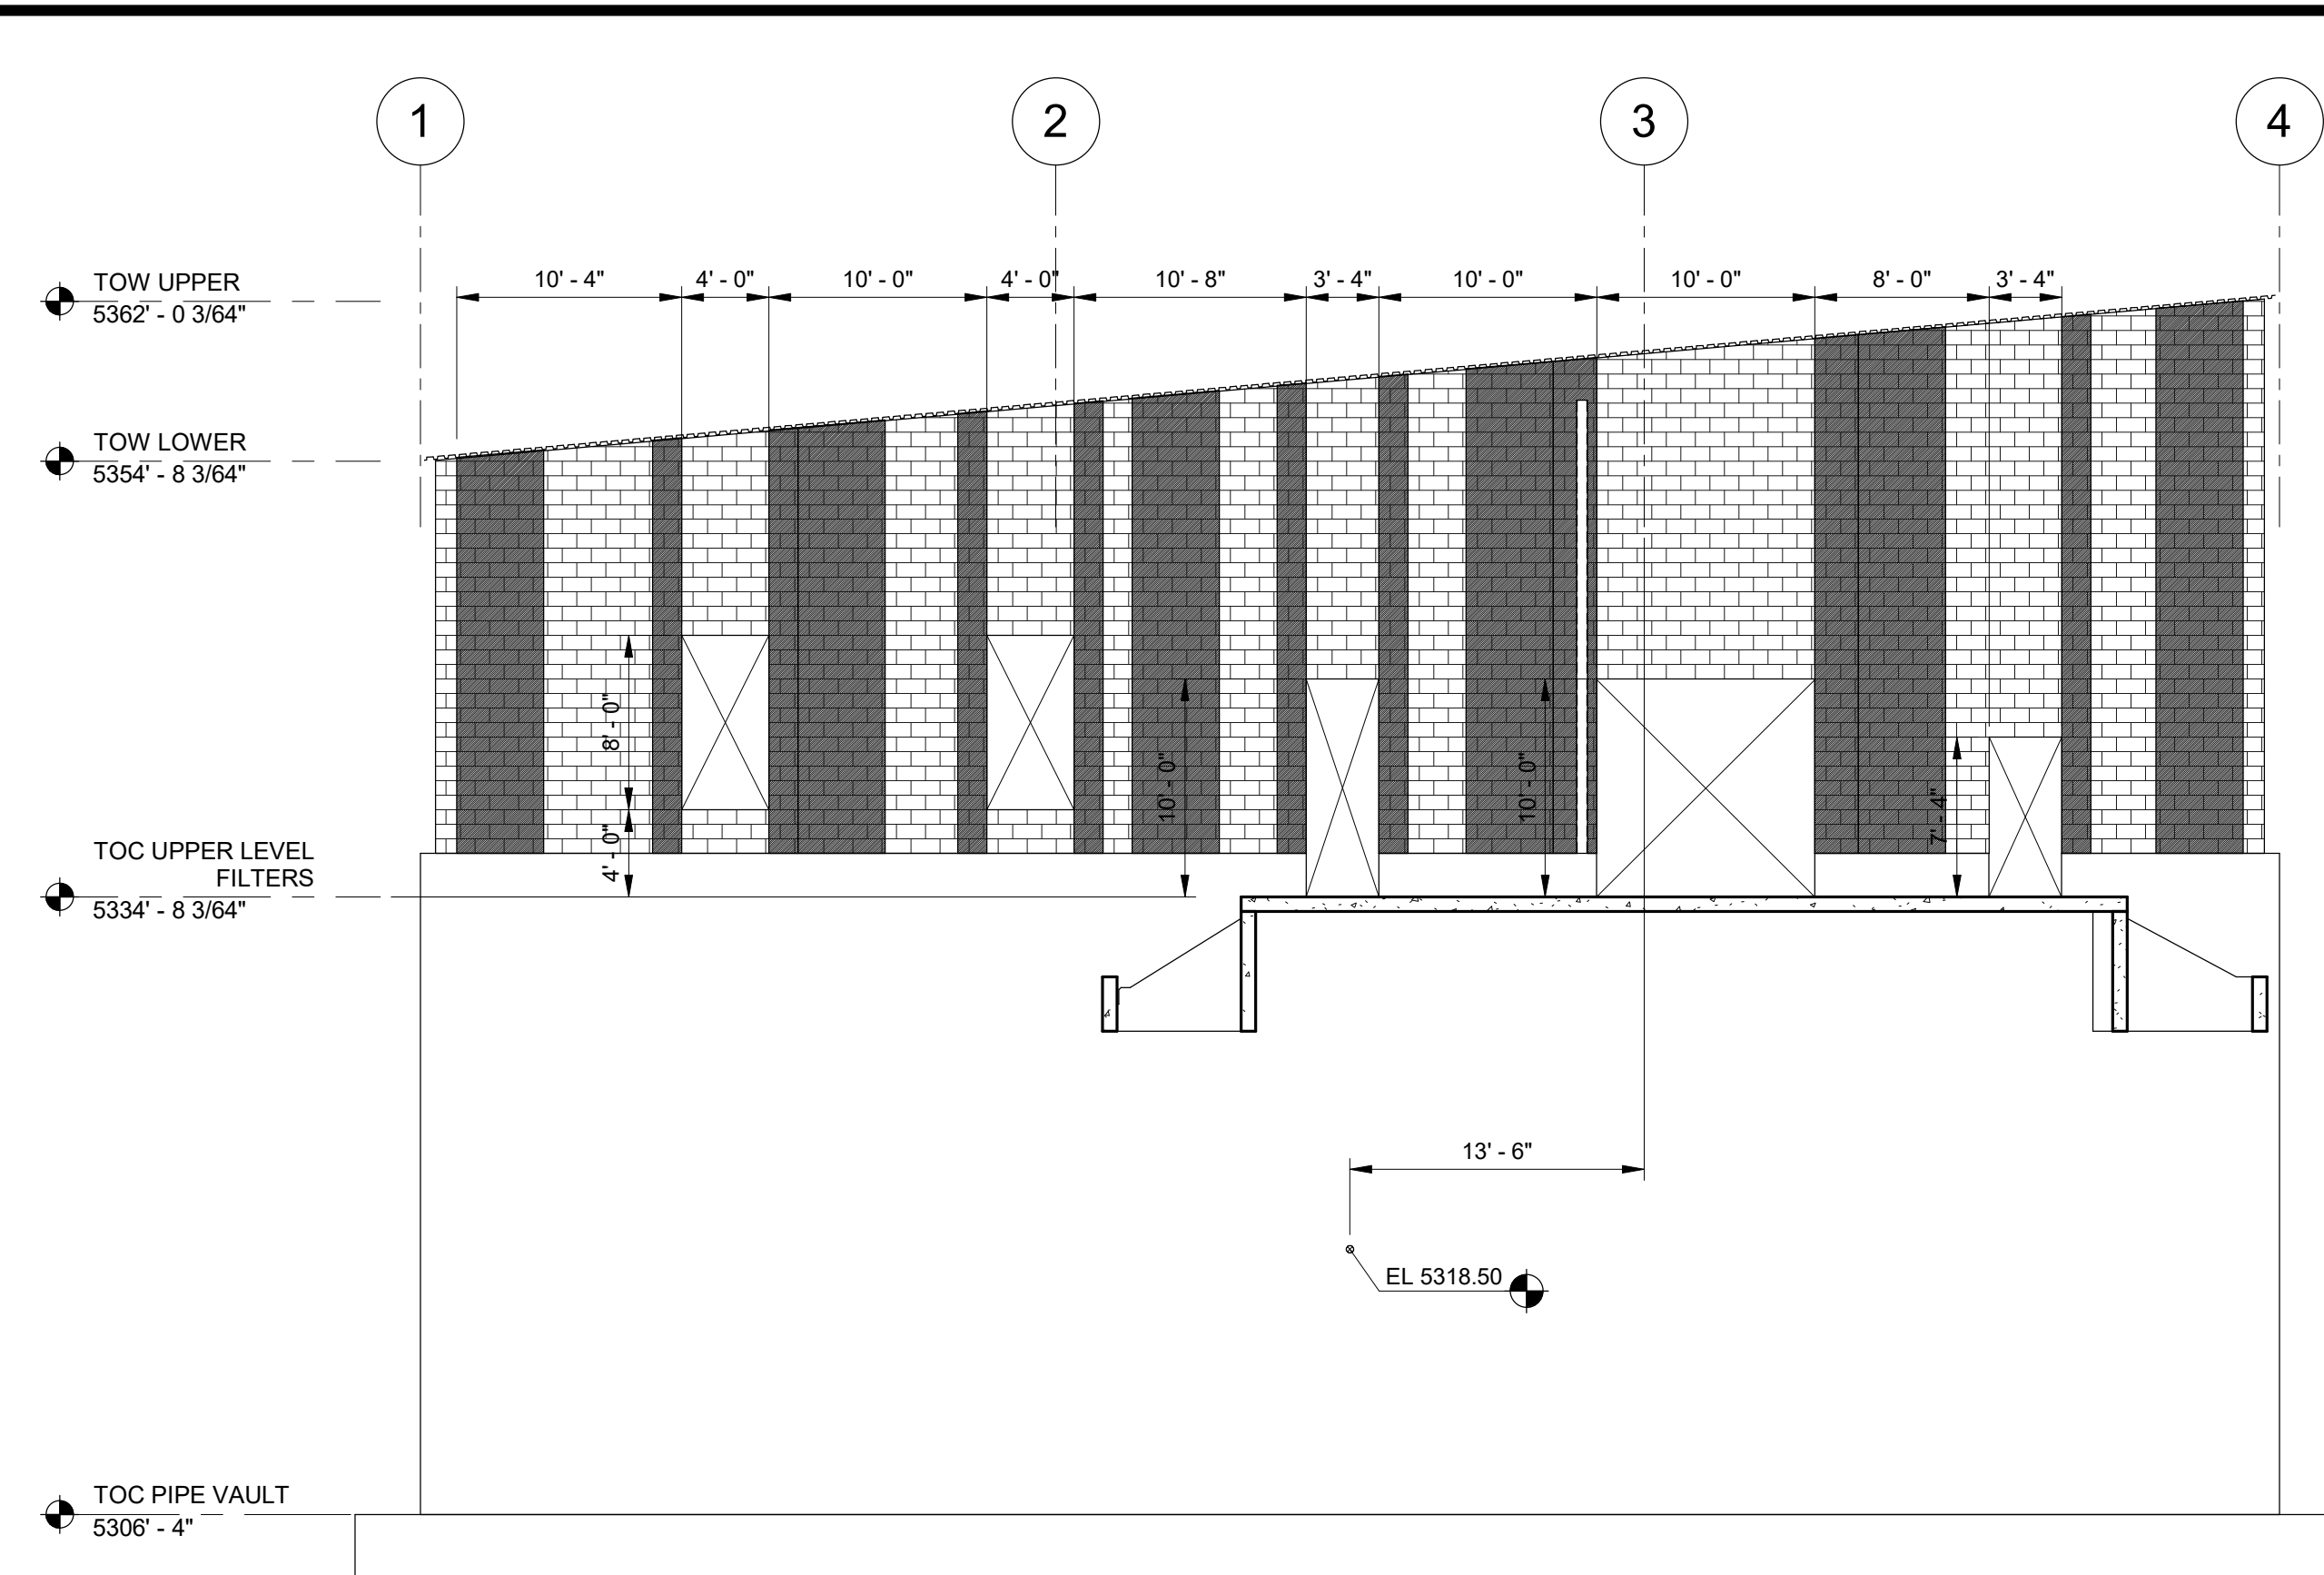 1
2
3
4
TOW UPPER
5362' - 0 3/64"
10' - 4"
4' - 0"
10' - 0"
4' - 0"
10' - 8"
3' - 4"
10' - 0"
10' - 0"
8' - 0"
3' - 4"
TOW LOWER
5354' - 8 3/64"
8' - 0"
10' - 0"
10' - 0"
7' - 4"
4' - 0"
TOC UPPER LEVEL
FILTERS
5334' - 8 3/64"
13' - 6"
EL 5318.50
TOC PIPE VAULT
5306' - 4"